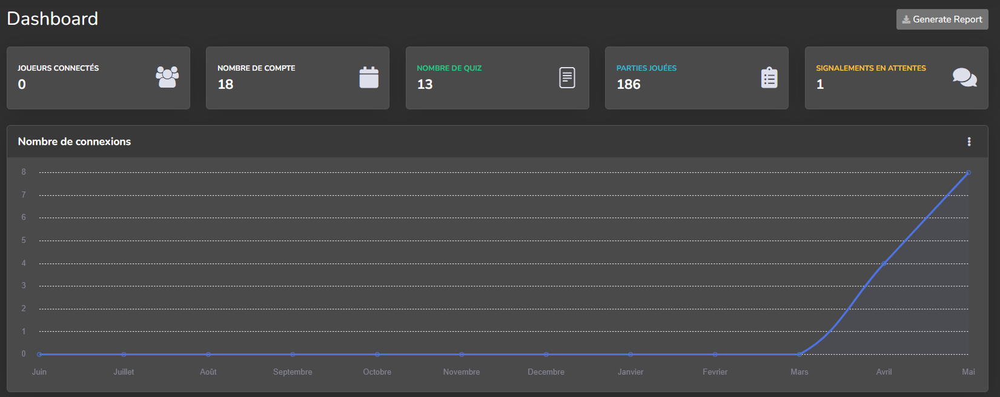 Dashboard
Generate Report
JOUEURS CONNECTÉS
0
NOMBRE DE COMPTE
18
NOMBRE DE QUIZ
13
PARTIES JOUÉES
186
SIGNALEMENTS EN ATTENTES
1
Nombre de connexions
8
7
6
5
4
3
2
1
0
Juin Juillet Août Septembre Octobre Novembre Decembre Janvier Fevrier Mars Avril Mai